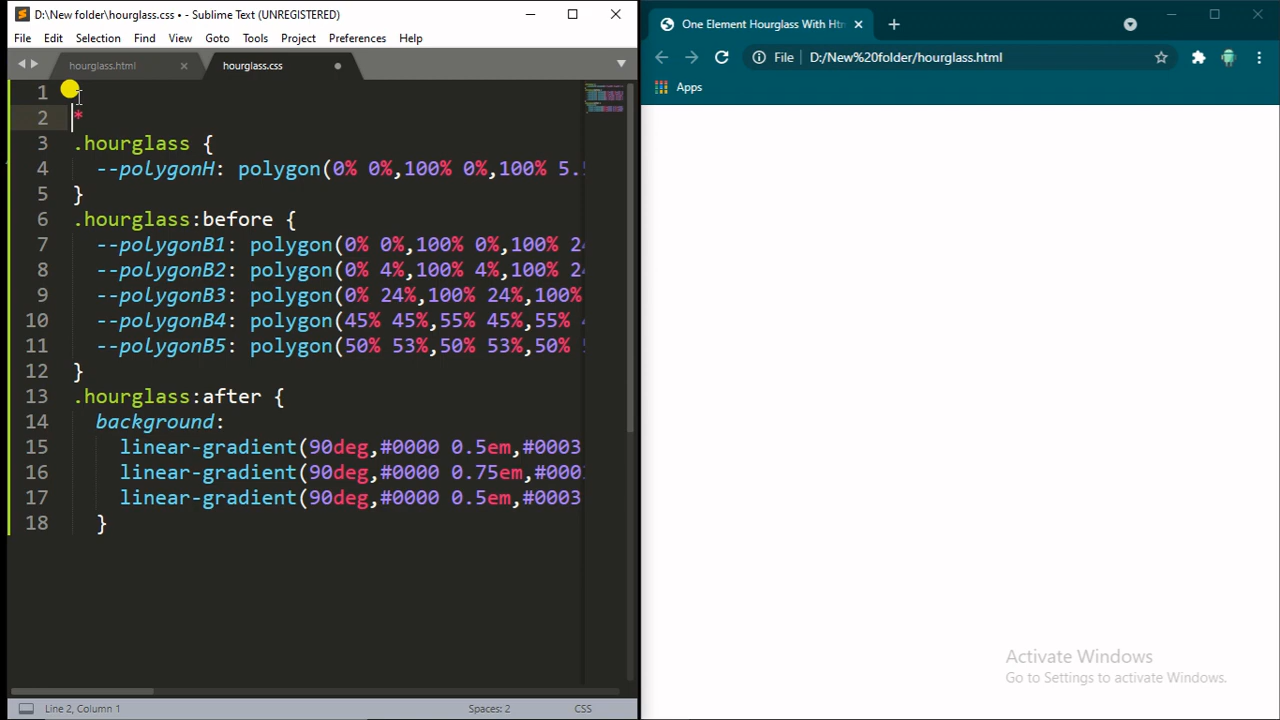 D:\New folder\hourglass.css • - Sublime Text (UNREGISTERED)
File Edit Selection Find View Goto Tools Project Preferences Help
hourglass.html
hourglass.css
1
2 *
3 .hourglass {
4 --polygonH: polygon(0% 0%,100% 0%,100% 5.
5 }
6 .hourglass:before {
7 --polygonB1: polygon(0% 0%,100% 0%,100%
8 --polygonB2: polygon(0% 4%,100% 4%,100%
9 --polygonB3: polygon(0% 24%,100% 24%,100%
10 --polygonB4: polygon(45% 45%,55% 45%,55%
11 --polygonB5: polygon(50% 53%,50% 53%,50%
12 }
13 .hourglass:after {
14 background:
15 linear-gradient(90deg,#0000 0.5em,#0003
16 linear-gradient(90deg,#0000 0.75em,#000
17 linear-gradient(90deg,#0000 0.5em,#0003
18 }
Line 2, Column 1
Spaces: 2
CSS
One Element Hourglass With Htm
File D:/New%20folder/hourglass.html
Apps
Activate Windows
Go to Settings to activate Windows.